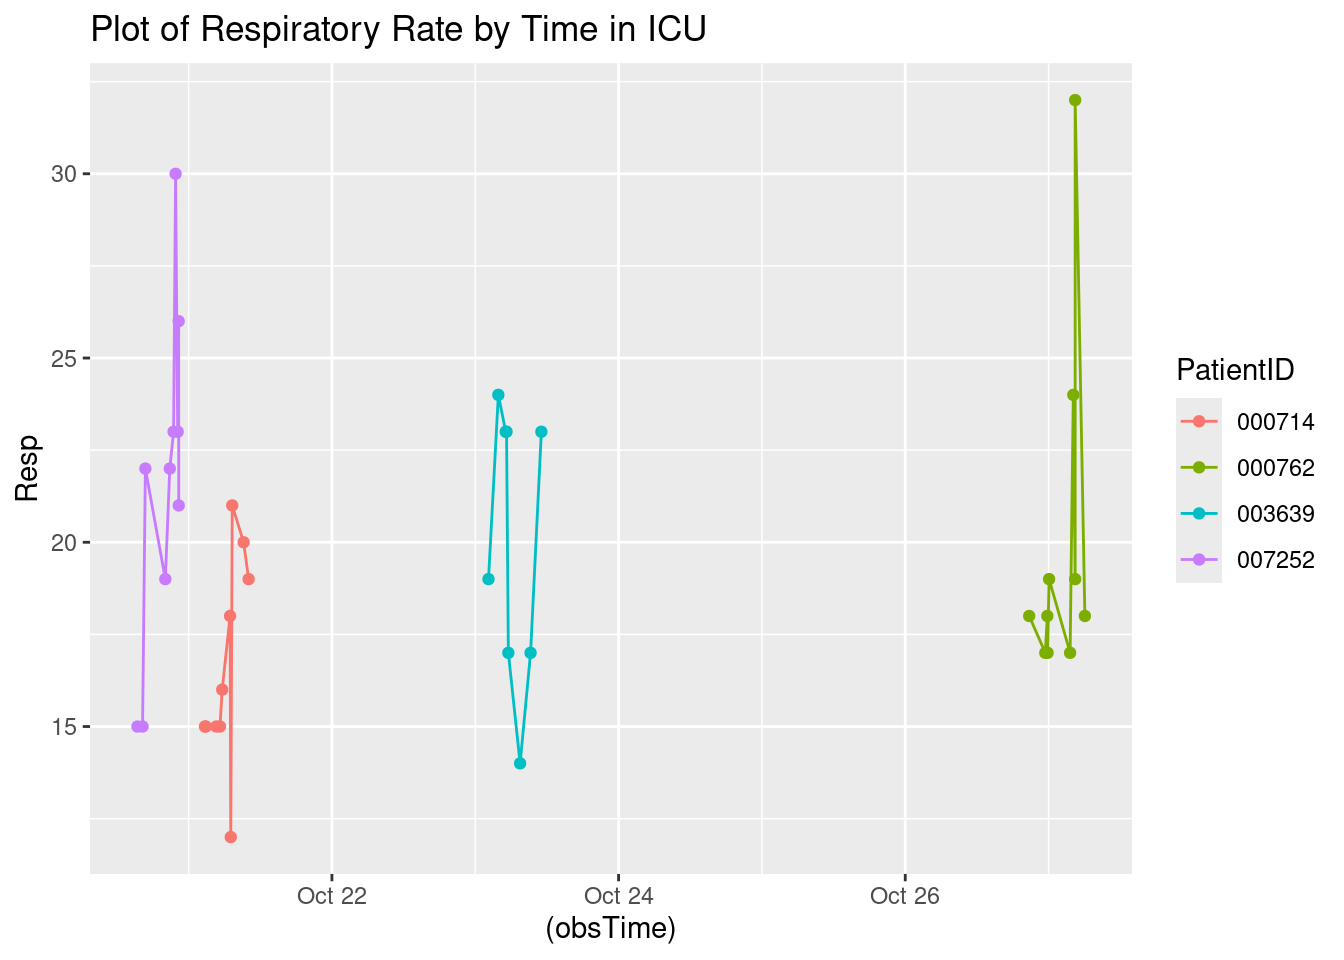 Plot of Respiratory Rate by Time in ICU
30
25
20
15
Resp
Oct 22
Oct 24
Oct 26
(obsTime)
PatientID
000714
000762
003639
007252